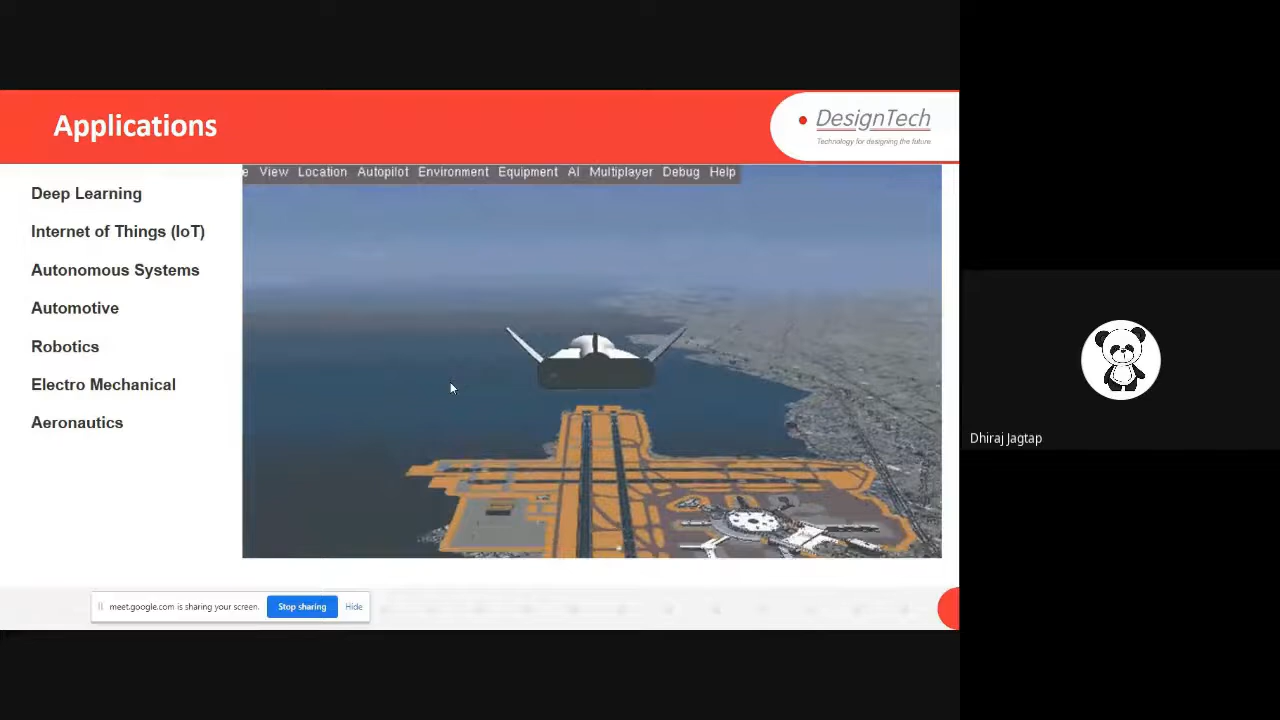 Applications
DesignTech
Technology for designing the future
e View Location Autopilot Environment Equipment AI Multiplayer Debug Help
Deep Learning
Internet of Things (IoT)
Autonomous Systems
Automotive
Robotics
Electro Mechanical
Aeronautics
Dhiraj Jagtap
meet.google.com is sharing your screen. Stop sharing Hide